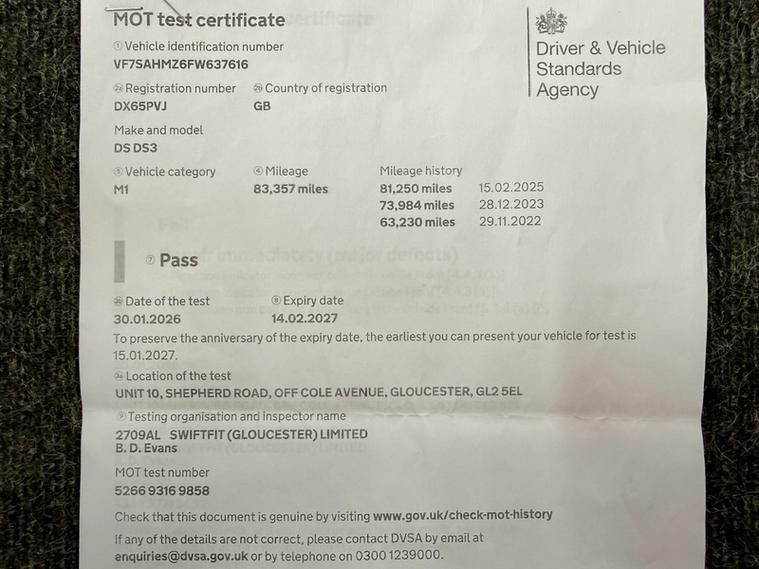 MOT test certificate
① Vehicle identification number
VF7SAHMZ6FW637616
Driver & Vehicle
Standards
Agency
Registration number Country of registration
DX65PVJ GB
Make and model
DS DS3
Vehicle category ④ Mileage Mileage history
M1 83,357 miles 81,250 miles 15.02.2025
73,984 miles 28.12.2023
63,230 miles 29.11.2022
⑦ Pass
Date of the test ⑧ Expiry date
30.01.2026 14.02.2027
To preserve the anniversary of the expiry date, the earliest you can present your vehicle for test is
15.01.2027.
Location of the test
UNIT 10, SHEPHERD ROAD, OFF COLE AVENUE, GLOUCESTER, GL2 5EL
Testing organisation and inspector name
2709AL SWIFTFIT (GLOUCESTER) LIMITED
B. D. Evans
MOT test number
5266 9316 9858
Check that this document is genuine by visiting www.gov.uk/check-mot-history
If any of the details are not correct, please contact DVSA by email at
enquiries@dvsa.gov.uk or by telephone on 0300 1239000.